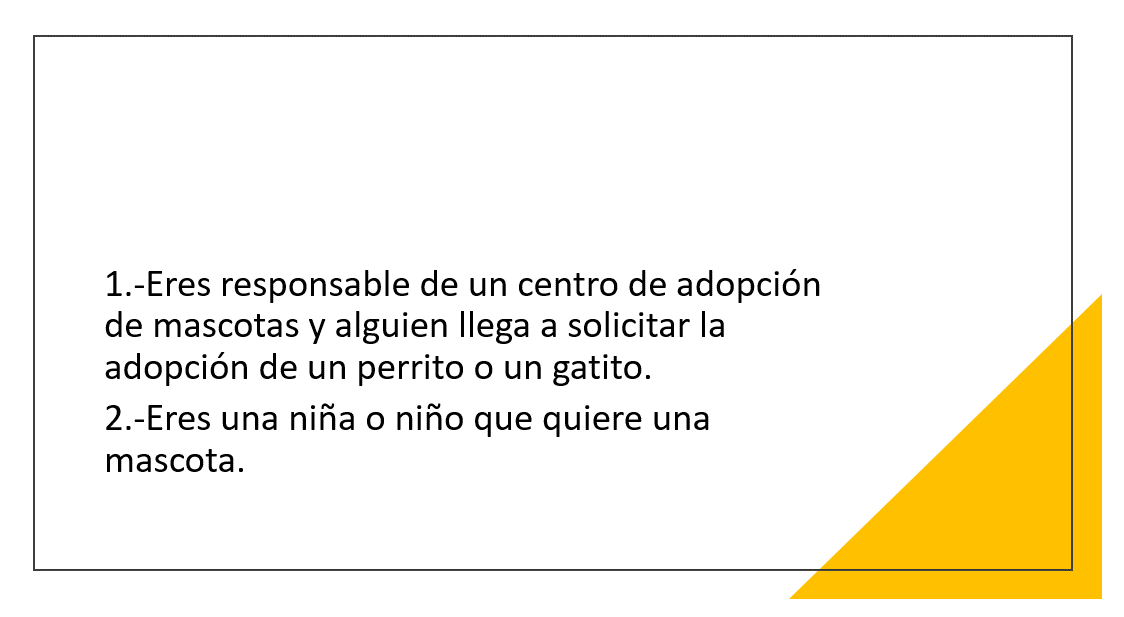 1.-Eres responsable de un centro de adopción
de mascotas y alguien llega a solicitar la
adopción de un perrito o un gatito.
2.-Eres una niña o niño que quiere una
mascota.